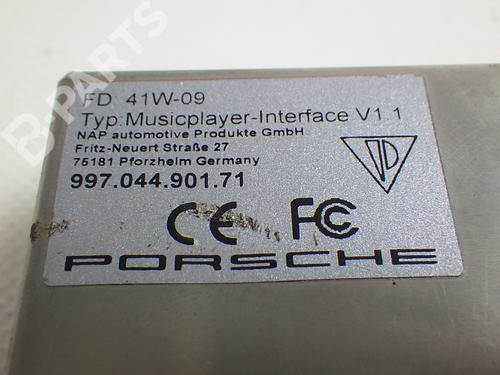 B-PARTS
FD 41W-09
Typ:Musicplayer-Interface V1.1
NAP automotive Produkte GmbH
Fritz-Neuert Straße 27
75181 Pforzheim Germany
997.044.901.71
CE FC
PORSCHE